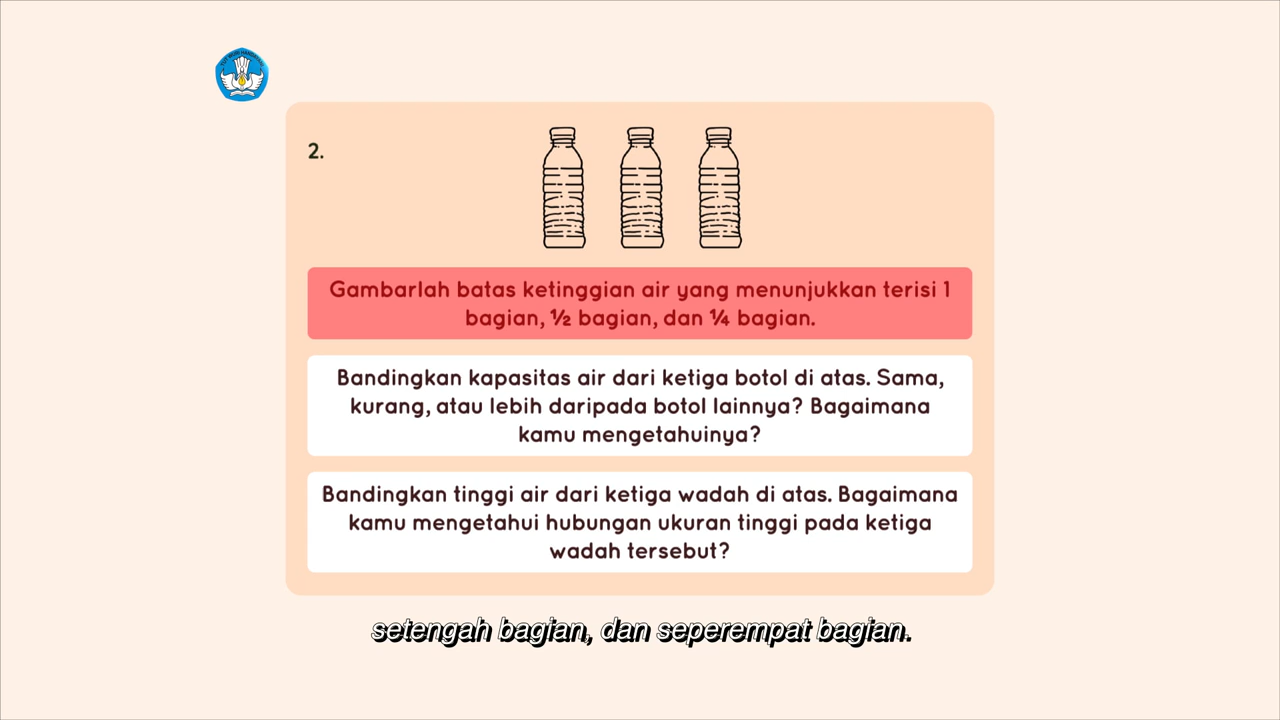 2.
Gambarlah batas ketinggian air yang menunjukkan terisi 1
bagian, ½ bagian, dan ¼ bagian.
Bandingkan kapasitas air dari ketiga botol di atas. Sama,
kurang, atau lebih daripada botol lainnya? Bagaimana
kamu mengetahuinya?
Bandingkan tinggi air dari ketiga wadah di atas. Bagaimana
kamu mengetahui hubungan ukuran tinggi pada ketiga
wadah tersebut?
setengah bagian, dan seperempat bagian.